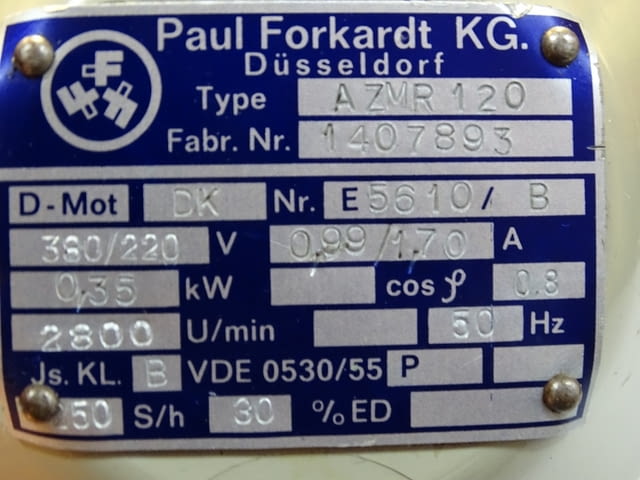 Paul Forkardt KG.
Düsseldorf
Type AZMR 120
Fabr. Nr. 1407893
D-Mot DK Nr. E 5610/ B
380/220 V 0,99/1,70 A
0,35 kW cos φ 0.8
2800 U/min 50 Hz
Js. KL. B VDE 0530/55 P
S/h 30 % ED